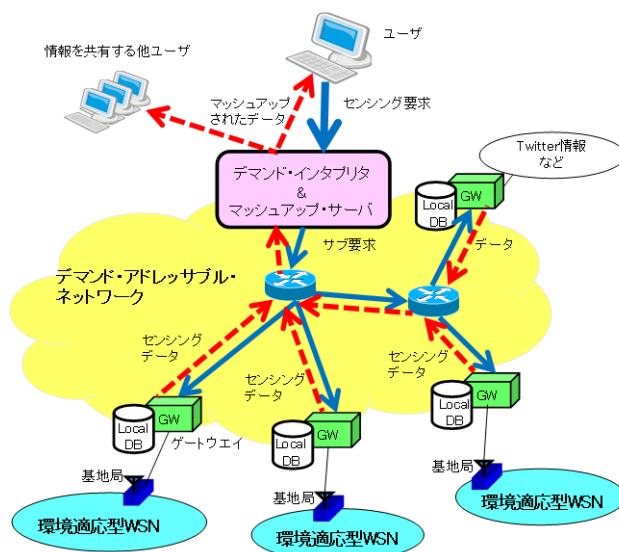 ユーザ
情報を共有する他ユーザ
マッシュアップ
されたデータ
センシング要求
Twitter情報
など
デマンド・インタプリタ
&
マッシュアップ・サーバ
GW
Local
DB
サブ要求
データ
デマンド・アドレッサブル・
ネットワーク
センシング
データ
センシング
データ
センシング
データ
GW
Local
DB
GW
Local
DB
ゲートウエイ
GW
Local
DB
基地局
基地局
基地局
環境適応型WSN
環境適応型WSN
環境適応型WSN